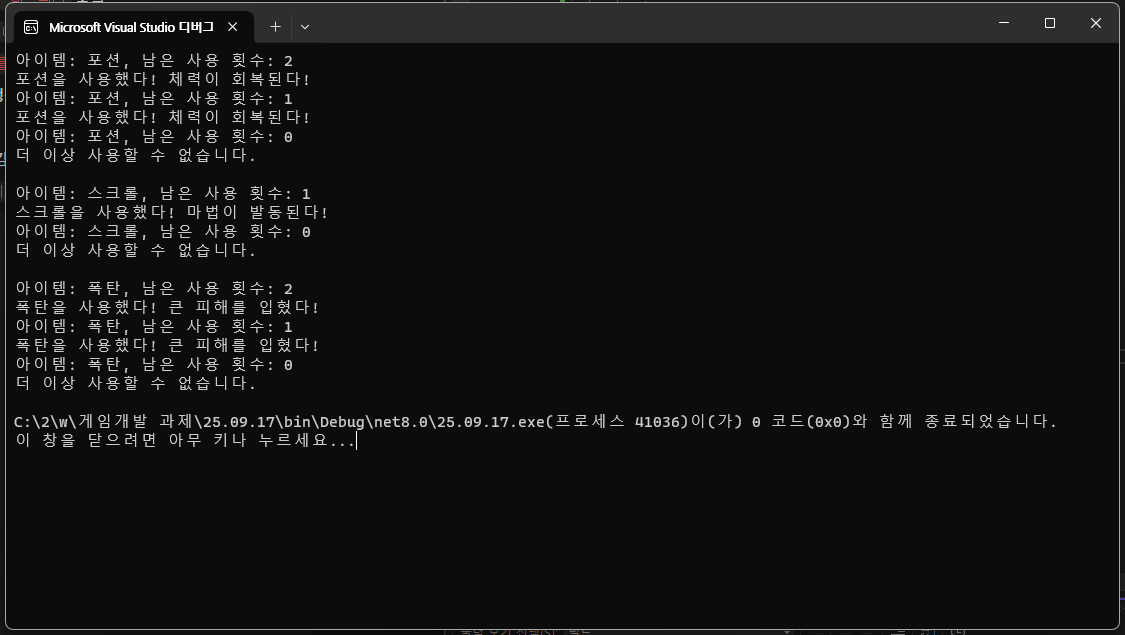 Microsoft Visual Studio 디버그
아이템: 포션, 남은 사용 횟수: 2
포션을 사용했다! 체력이 회복된다!
아이템: 포션, 남은 사용 횟수: 1
포션을 사용했다! 체력이 회복된다!
아이템: 포션, 남은 사용 횟수: 0
더 이상 사용할 수 없습니다.
아이템: 스크롤, 남은 사용 횟수: 1
스크롤을 사용했다! 마법이 발동된다!
아이템: 스크롤, 남은 사용 횟수: 0
더 이상 사용할 수 없습니다.
아이템: 폭탄, 남은 사용 횟수: 2
폭탄을 사용했다! 큰 피해를 입혔다!
아이템: 폭탄, 남은 사용 횟수: 1
폭탄을 사용했다! 큰 피해를 입혔다!
아이템: 폭탄, 남은 사용 횟수: 0
더 이상 사용할 수 없습니다.
C:\2\w\게임개발 과제\25.09.17\bin\Debug\net8.0\25.09.17.exe(프로세스 41036)이(가) 0 코드(0x0)와 함께 종료되었습니다.
이 창을 닫으려면 아무 키나 누르세요...